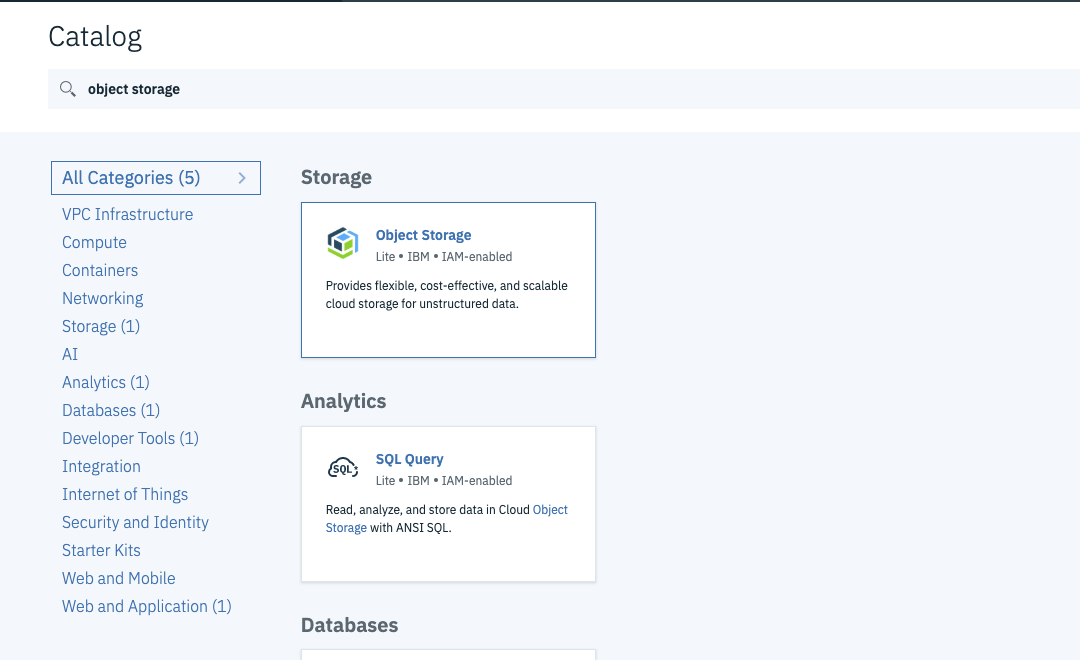 Catalog
object storage
All Categories (5)
VPC Infrastructure
Compute
Containers
Networking
Storage (1)
AI
Analytics (1)
Databases (1)
Developer Tools (1)
Integration
Internet of Things
Security and Identity
Starter Kits
Web and Mobile
Web and Application (1)
Storage
Object Storage
Lite • IBM • IAM-enabled
Provides flexible, cost-effective, and scalable
cloud storage for unstructured data.
Analytics
SQL
SQL Query
Lite • IBM • IAM-enabled
Read, analyze, and store data in Cloud Object
Storage with ANSI SQL.
Databases